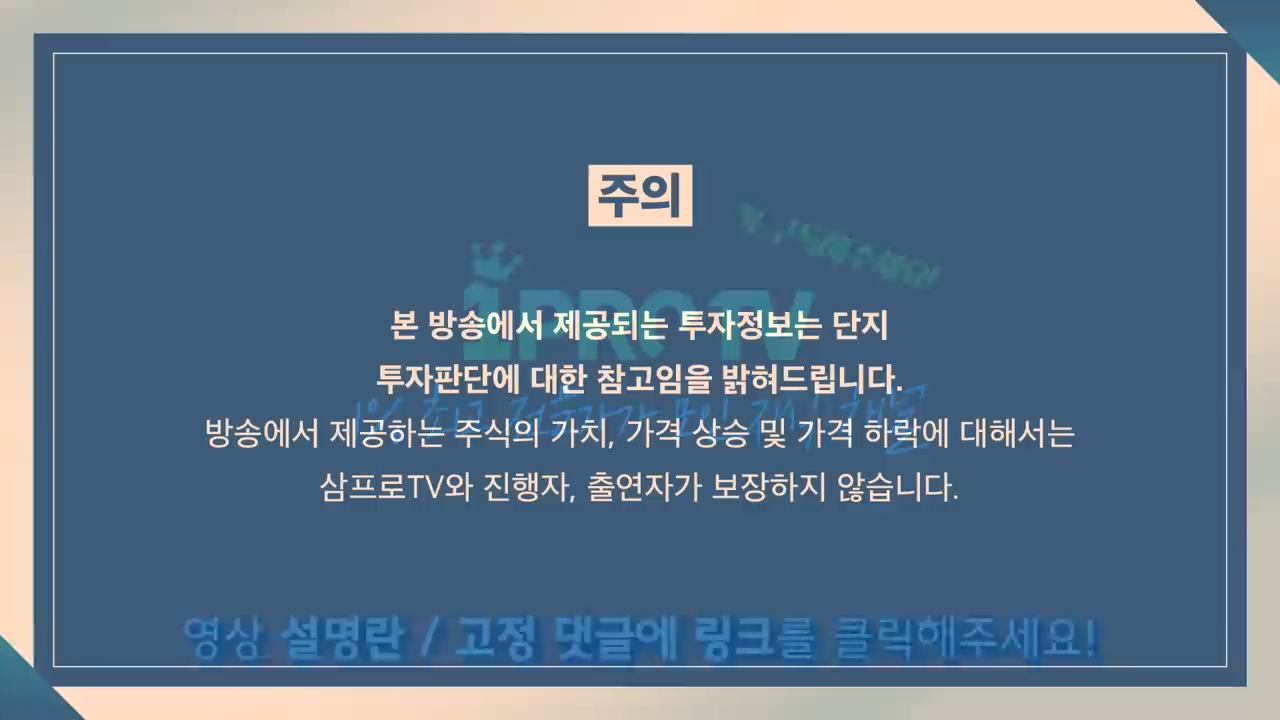 주의
본 방송에서 제공되는 투자정보는 단지
투자판단에 대한 참고임을 밝혀드립니다.
방송에서 제공하는 주식의 가치, 가격 상승 및 가격 하락에 대해서는
삼프로TV와 진행자, 출연자가 보장하지 않습니다.
영상 설명란 / 고정 댓글에 링크를 클릭해주세요!